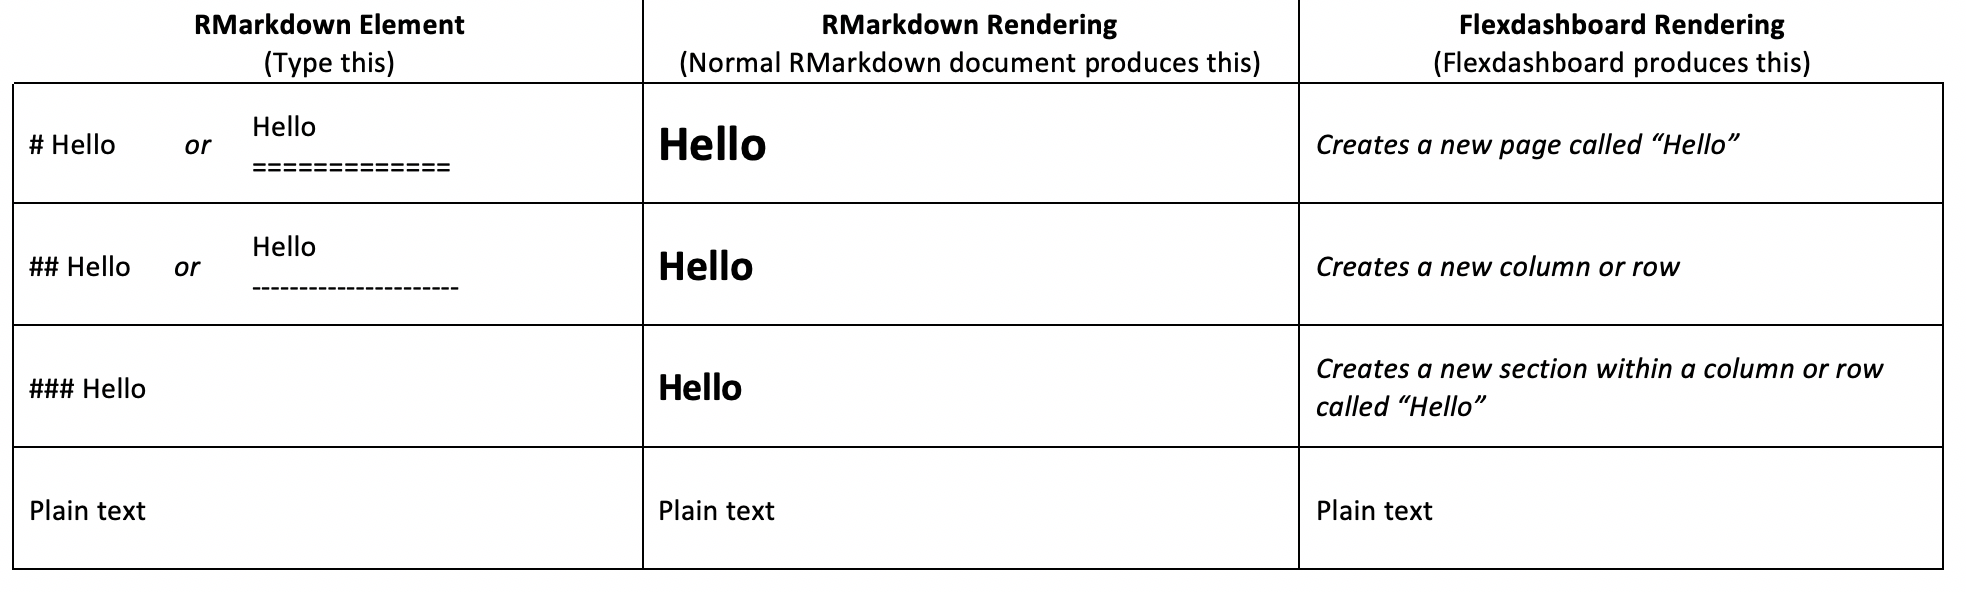 RMarkdown Element
(Type this)
RMarkdown Rendering
(Normal RMarkdown document produces this)
Flexdashboard Rendering
(Flexdashboard produces this)
# Hello or Hello
=============
Hello
Creates a new page called “Hello”
## Hello or Hello
----------------------
Hello
Creates a new column or row
### Hello
Hello
Creates a new section within a column or row
called “Hello”
Plain text
Plain text
Plain text